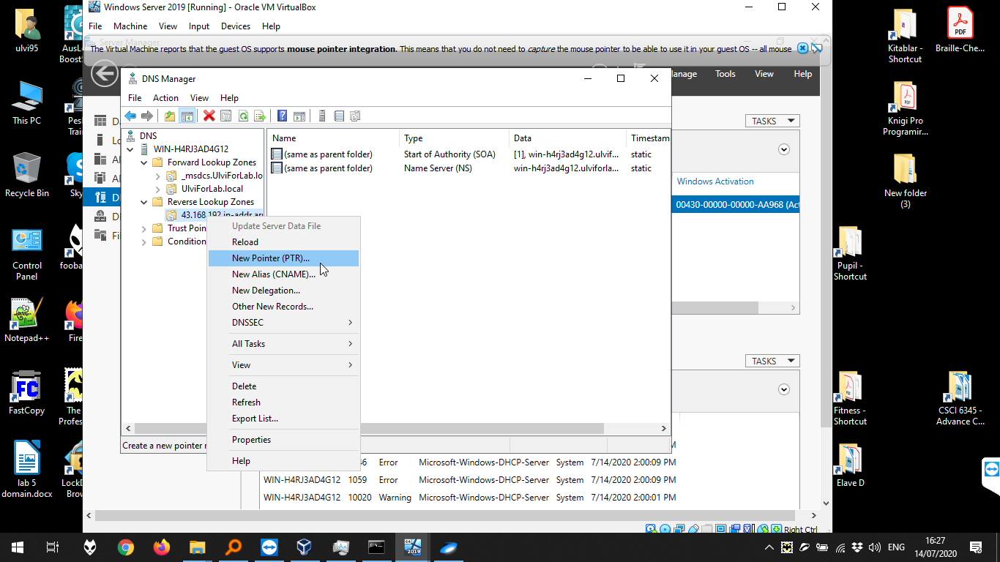 Windows Server 2019 [Running] - Oracle VM VirtualBox
File Machine View Input Devices Help
The Virtual Machine reports that the guest OS supports mouse pointer integration. This means that you do not need to capture the mouse pointer to be able to use it in your guest OS -- all mouse
Server Manager
anage Tools View Help
DNS Manager
File Action View Help
DNS
WIN-H4RJ3AD4G12
Forward Lookup Zones
_msdcs.UlviForLab.lo
UlviForLab.local
Reverse Lookup Zones
43.168.192.in-addr.ar
Trust Poin
Condition
Name Type Data Timestam
(same as parent folder) Start of Authority (SOA) [1], win-h4rj3ad4g12.ulvif... static
(same as parent folder) Name Server (NS) win-h4rj3ad4g12.ulviforla... static
Update Server Data File
Reload
New Pointer (PTR)...
New Alias (CNAME)...
New Delegation...
Other New Records...
DNSSEC
All Tasks
View
Delete
Refresh
Export List...
Properties
Help
Create a new pointer r
TASKS
Windows Activation
00430-00000-00000-AA968 (Act
TASKS
46 Error Microsoft-Windows-DHCP-Server System 7/14/2020 2:00:09 PM
WIN-H4RJ3AD4G12 1059 Error Microsoft-Windows-DHCP-Server System 7/14/2020 2:00:09 PM
WIN-H4RJ3AD4G12 10020 Warning Microsoft-Windows-DHCP-Server System 7/14/2020 2:00:01 PM
Right Ctrl
ulvi95
This PC
Recycle Bin
Control
Panel
Notepad++
FastCopy
lab 5
domain.docx
AusL
Boost
Pesl
Trai
Sky
fooba
Fire
The
Profes
LockD
Brow
Kitablar -
Shortcut
Braille-Che...
PDF
Knigi Pro
Programir...
New folder
(3)
Pupil -
Shortcut
Fitness -
Shortcut
CSCI 6345 -
Advance C...
Elave D
ENG
16:27
14/07/2020